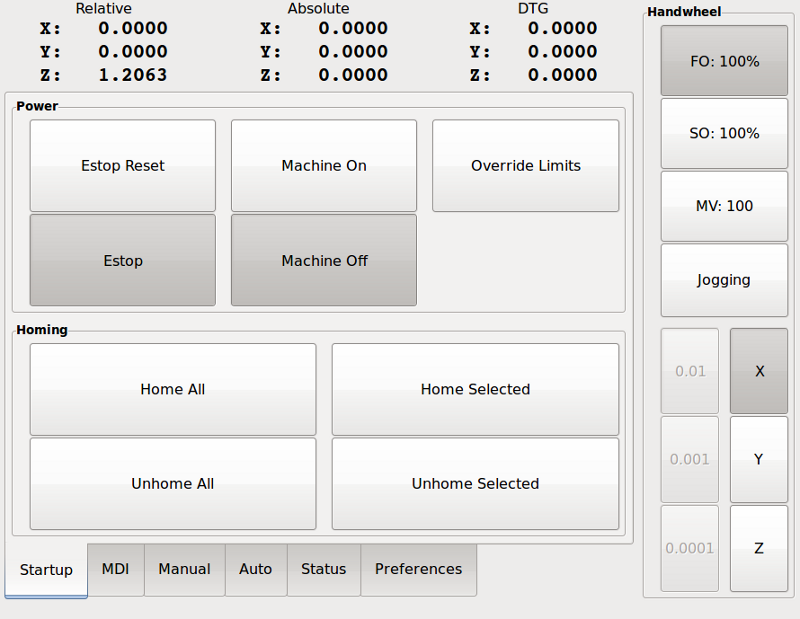 Relative Absolute DTG
X: 0.0000 X: 0.0000 X: 0.0000
Y: 0.0000 Y: 0.0000 Y: 0.0000
Z: 1.2063 Z: 0.0000 Z: 0.0000
Power
Estop Reset Machine On Override Limits
Estop Machine Off
Homing
Home All Home Selected
Unhome All Unhome Selected
Startup MDI Manual Auto Status Preferences
Handwheel
FO: 100%
SO: 100%
MV: 100
Jogging
0.01 X
0.001 Y
0.0001 Z